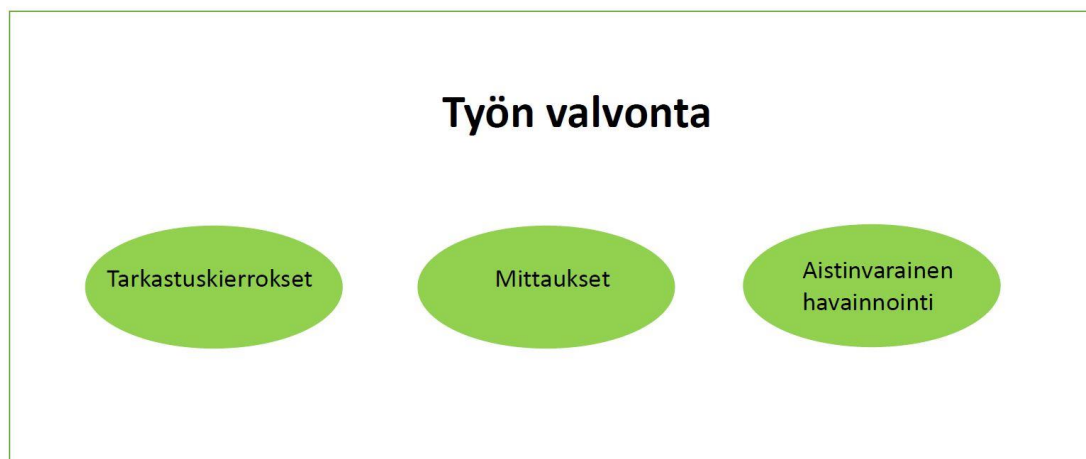 Työn valvonta
Tarkastuskierrokset
Mittaukset
Aistinvarainen
havainnointi